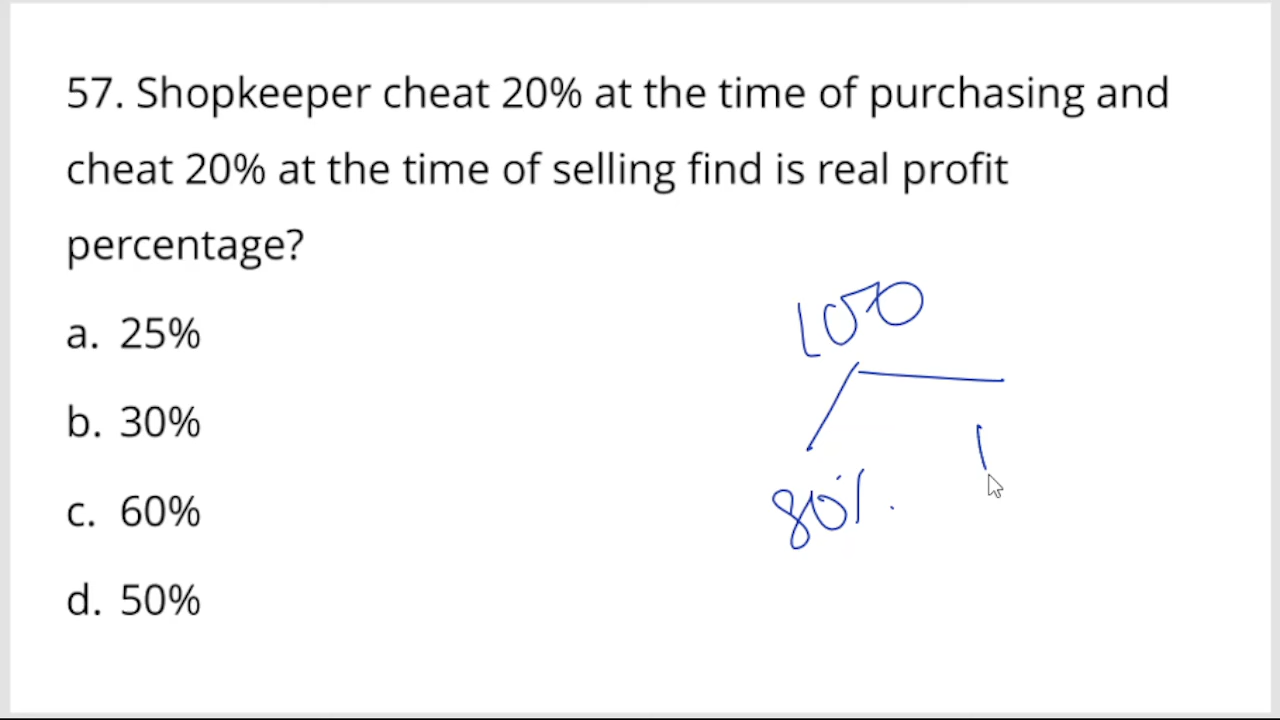 57. Shopkeeper cheat 20% at the time of purchasing and
cheat 20% at the time of selling find is real profit
percentage?
100
a. 25%
b. 30%
80%.
1
c. 60%
d. 50%